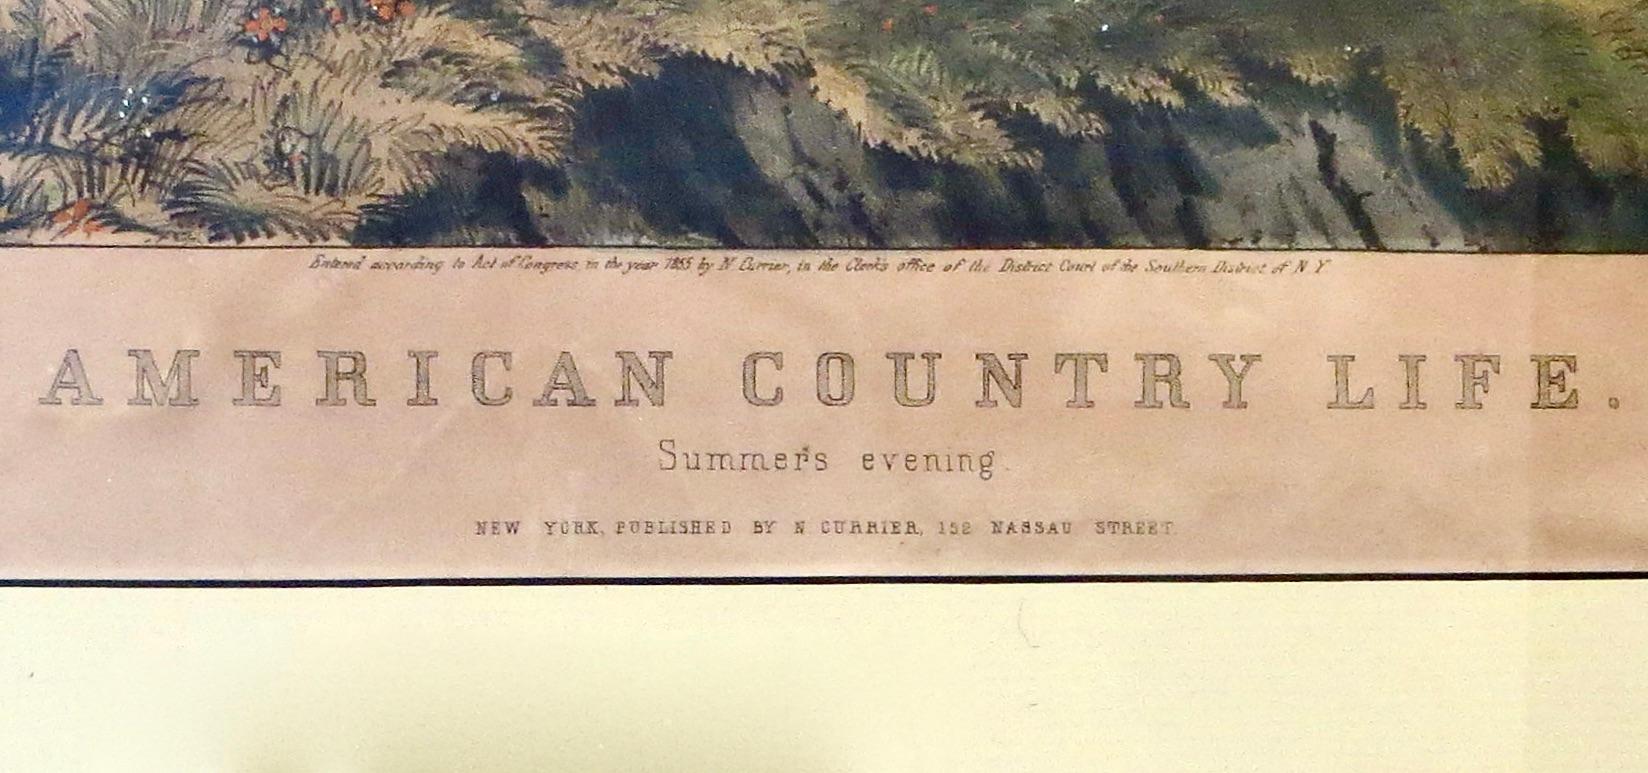 Entered according to Act of Congress, in the year 1855 by N Currier, in the Clerk's office of the District Court of the Southern District of N Y
AMERICAN COUNTRY LIFE.
Summer's evening.
NEW YORK, PUBLISHED BY N CURRIER, 152 NASSAU STREET.